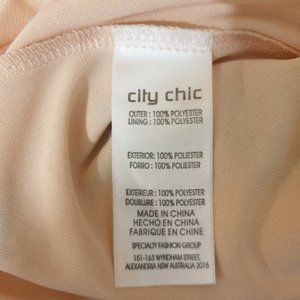 city chic
OUTER : 100% POLYESTER
LINING : 100% POLYESTER
EXTERIOR: 100% POLIESTER
FORRO : 100% POLIESTER
EXTERIEUR : 100% POLYESTER
DOUBLURE : 100% POLYESTER
MADE IN CHINA
HECHO EN CHINA
FABRIQUE EN CHINE
SPECIALTY FASHION GROUP
151-163 WYNDHAM STREET,
ALEXANDRIA NSW AUSTRALIA 2015